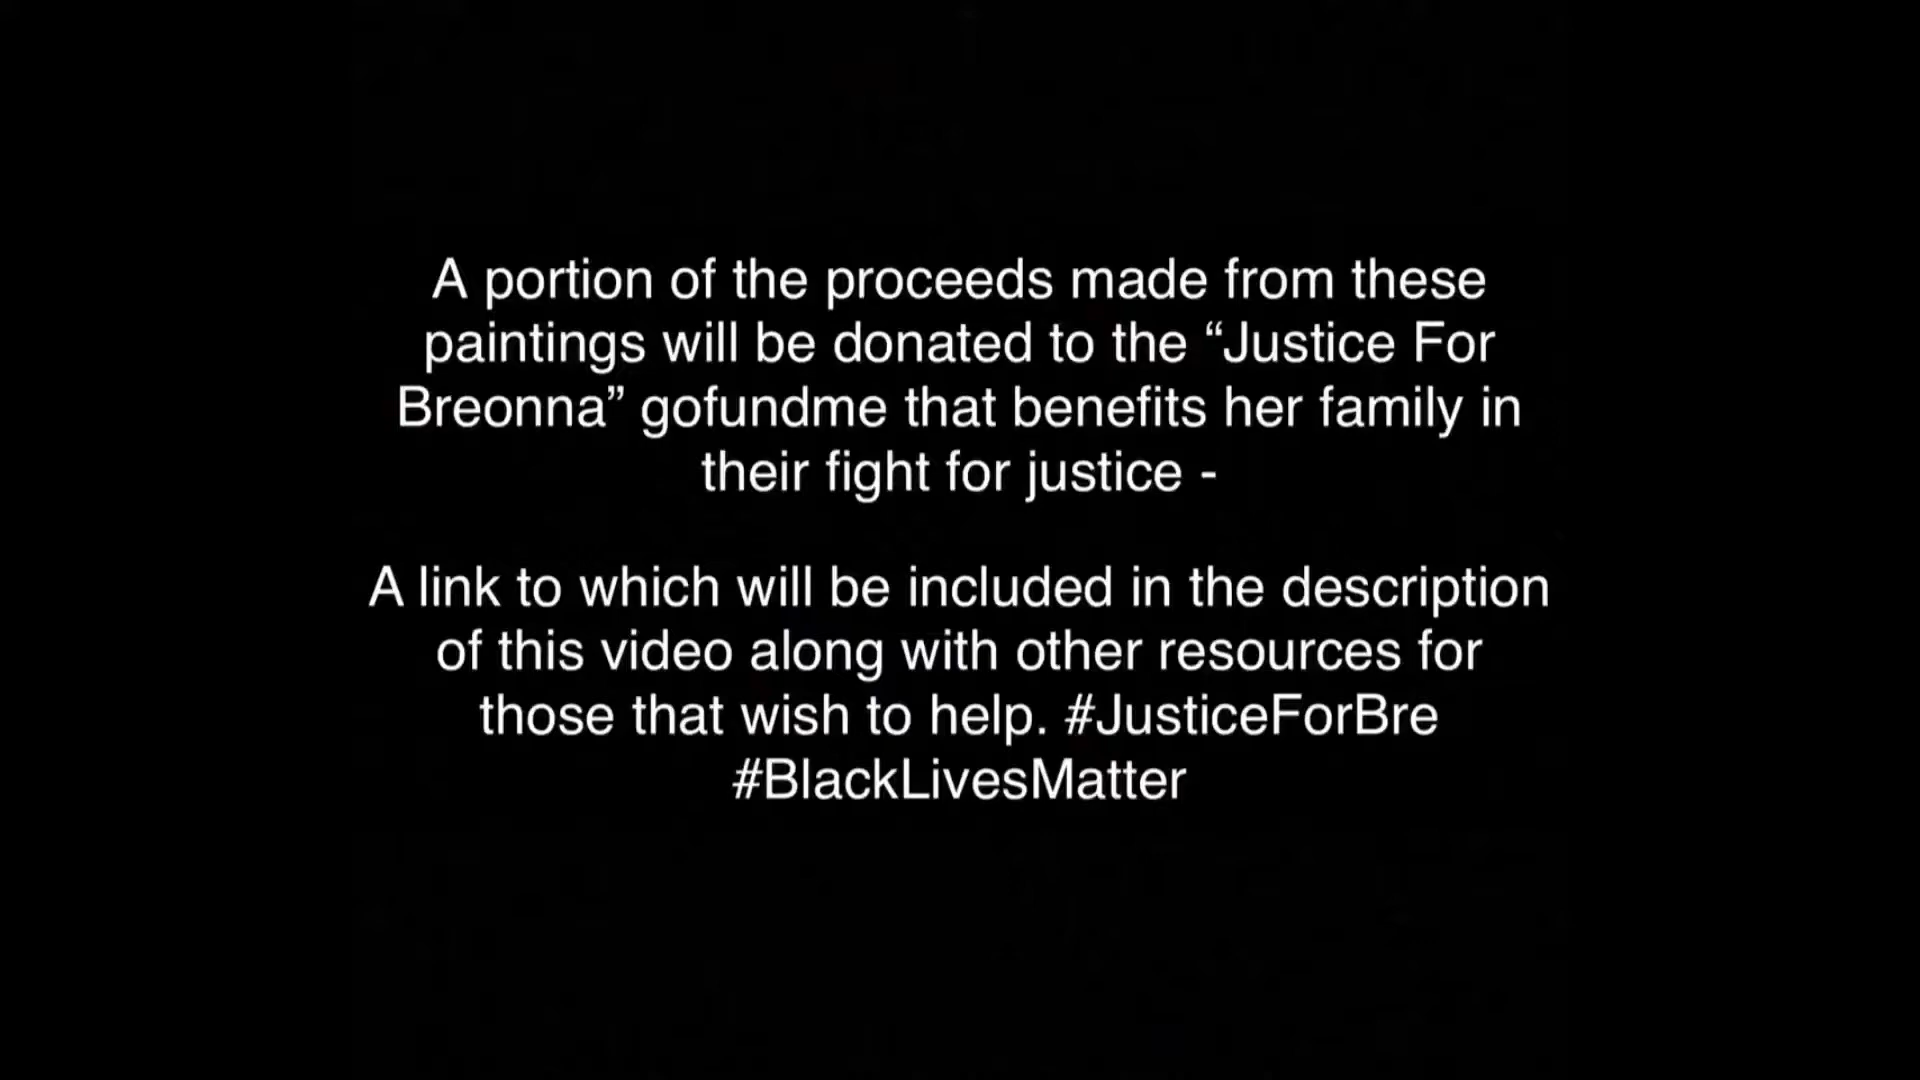 A portion of the proceeds made from these
paintings will be donated to the “Justice For
Breonna” gofundme that benefits her family in
their fight for justice -
A link to which will be included in the description
of this video along with other resources for
those that wish to help. #JusticeForBre
#BlackLivesMatter